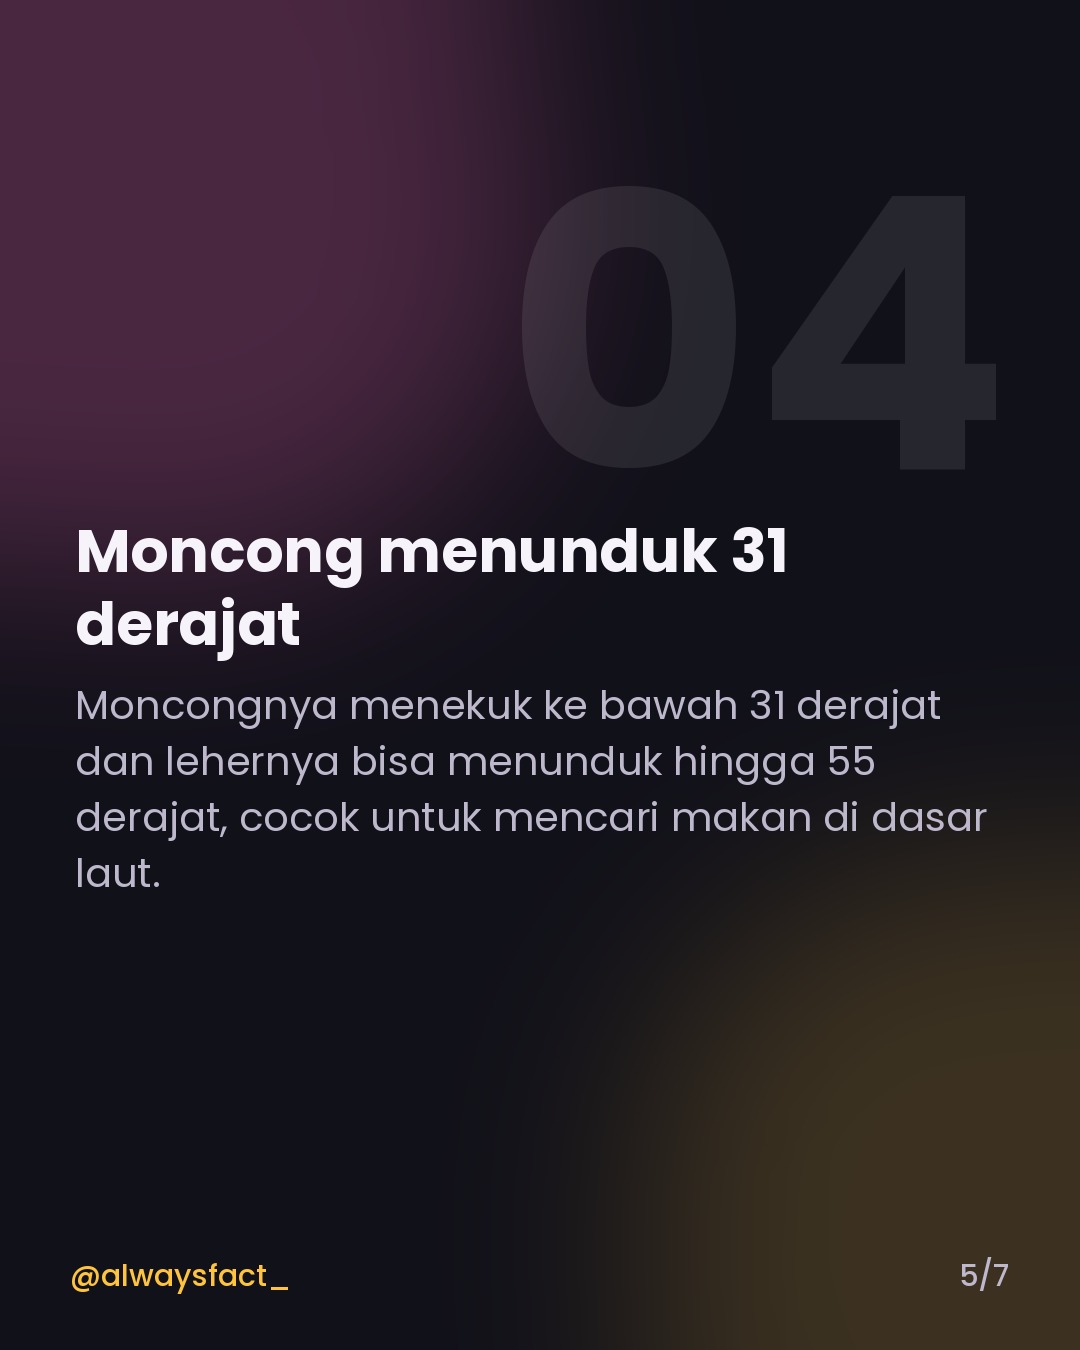 04
Moncong menunduk 31
derajat
Moncongnya menekuk ke bawah 31 derajat
dan lehernya bisa menunduk hingga 55
derajat, cocok untuk mencari makan di dasar
laut.
@alwaysfact_
5/7